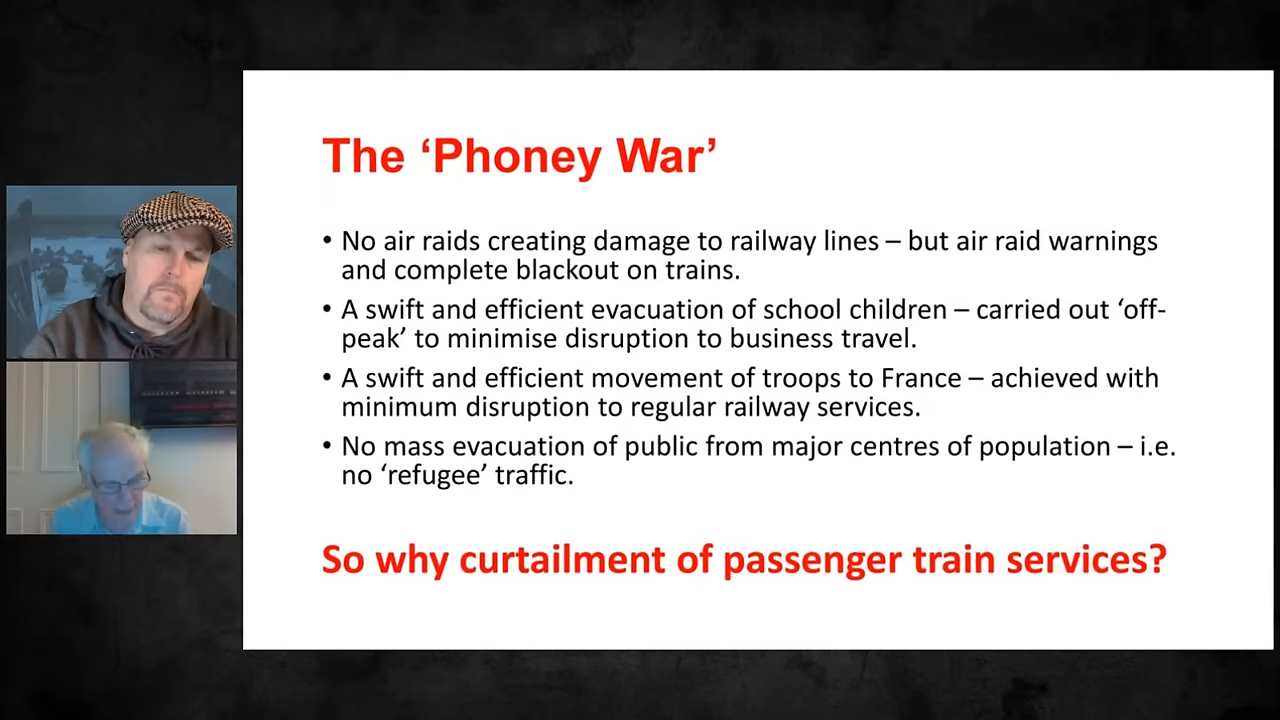 The ‘Phoney War’
• No air raids creating damage to railway lines – but air raid warnings
and complete blackout on trains.
• A swift and efficient evacuation of school children – carried out ‘off-
peak’ to minimise disruption to business travel.
• A swift and efficient movement of troops to France – achieved with
minimum disruption to regular railway services.
• No mass evacuation of public from major centres of population – i.e.
no ‘refugee’ traffic.
So why curtailment of passenger train services?